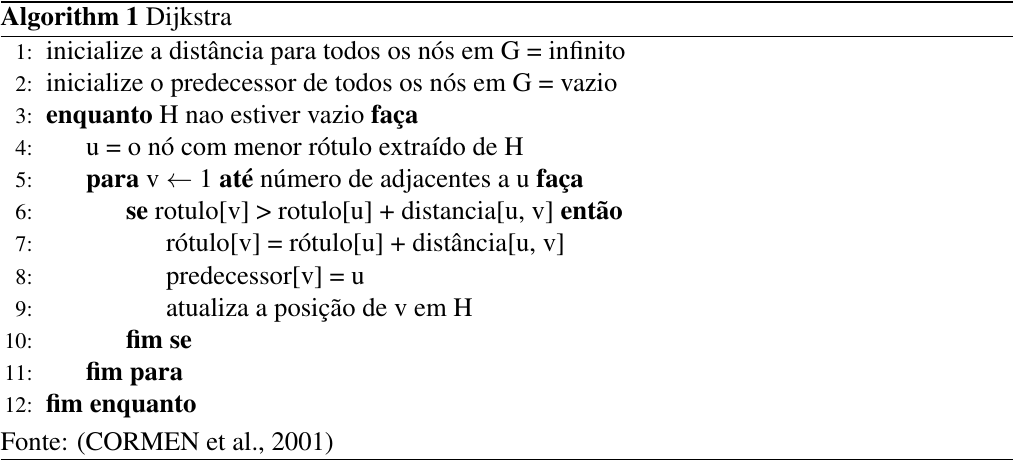 Algorithm 1 Dijkstra
1: inicialize a distância para todos os nós em G = infinito
2: inicialize o predecessor de todos os nós em G = vazio
3: enquanto H nao estiver vazio faça
4: u = o nó com menor rótulo extraído de H
5: para v ← 1 até número de adjacentes a u faça
6: se rotulo[v] > rotulo[u] + distancia[u, v] então
7: rótulo[v] = rótulo[u] + distância[u, v]
8: predecessor[v] = u
9: atualiza a posição de v em H
10: fim se
11: fim para
12: fim enquanto
Fonte: (CORMEN et al., 2001)